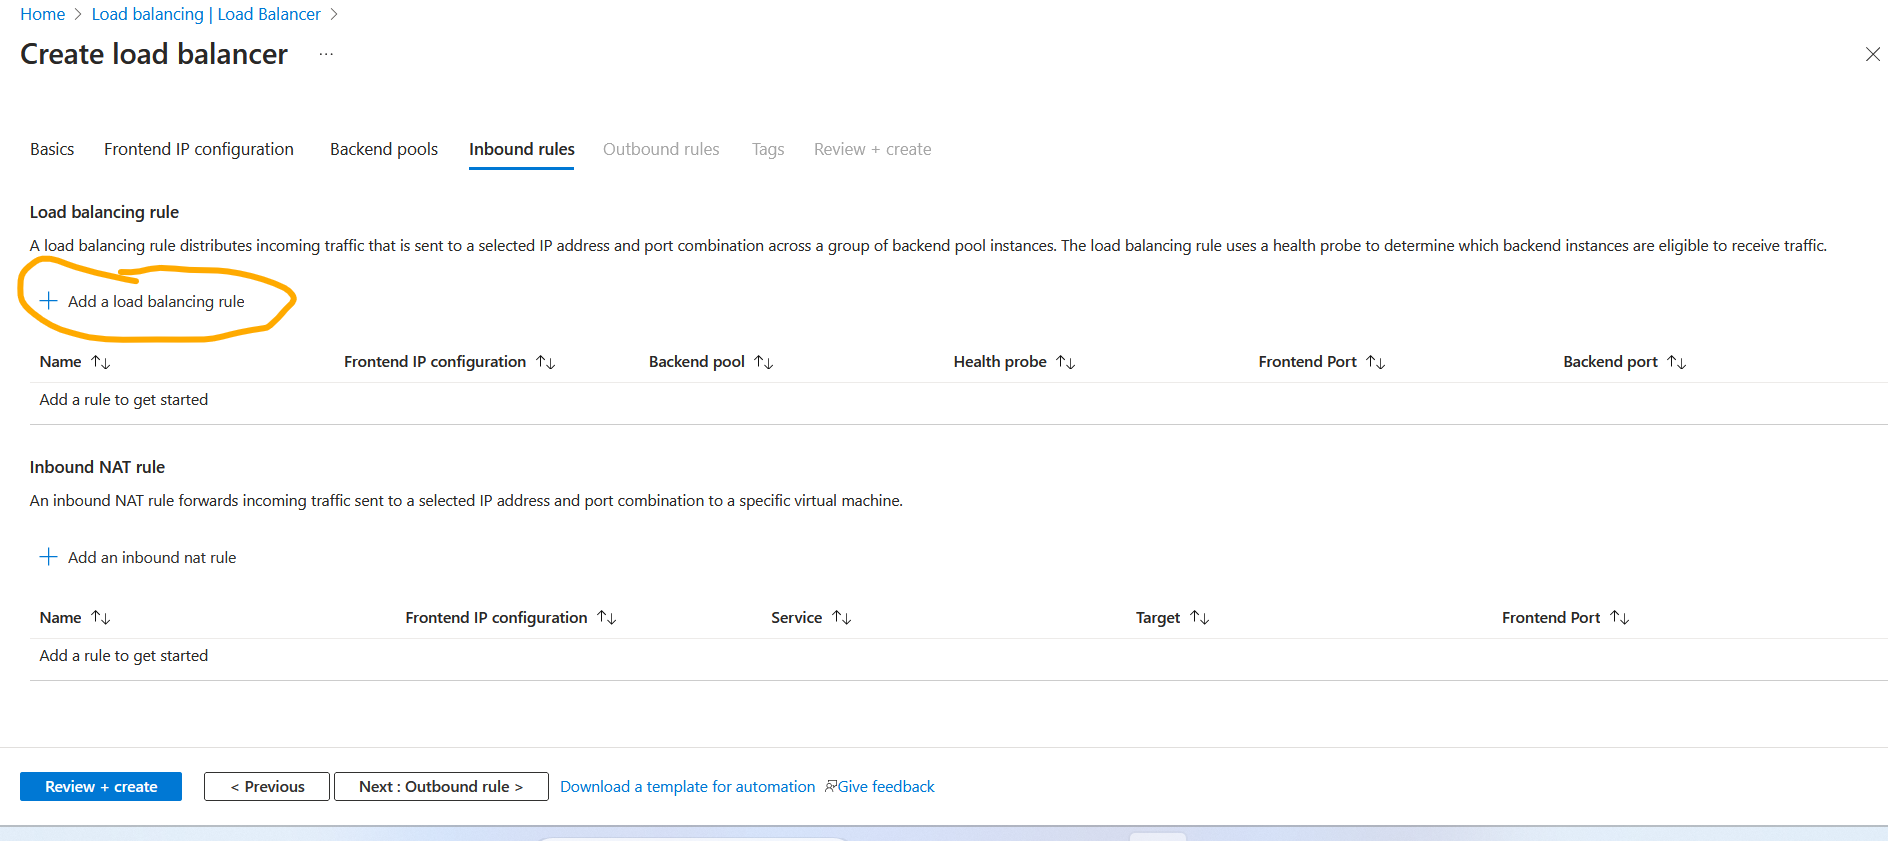 Home > Load balancing | Load Balancer >
Create load balancer ...
Basics Frontend IP configuration Backend pools Inbound rules Outbound rules Tags Review + create
Load balancing rule
A load balancing rule distributes incoming traffic that is sent to a selected IP address and port combination across a group of backend pool instances. The load balancing rule uses a health probe to determine which backend instances are eligible to receive traffic.
+ Add a load balancing rule
Name ↑↓ Frontend IP configuration ↑↓ Backend pool ↑↓ Health probe ↑↓ Frontend Port ↑↓ Backend port ↑↓
Add a rule to get started
Inbound NAT rule
An inbound NAT rule forwards incoming traffic sent to a selected IP address and port combination to a specific virtual machine.
+ Add an inbound nat rule
Name ↑↓ Frontend IP configuration ↑↓ Service ↑↓ Target ↑↓ Frontend Port ↑↓
Add a rule to get started
Review + create < Previous Next : Outbound rule > Download a template for automation Give feedback